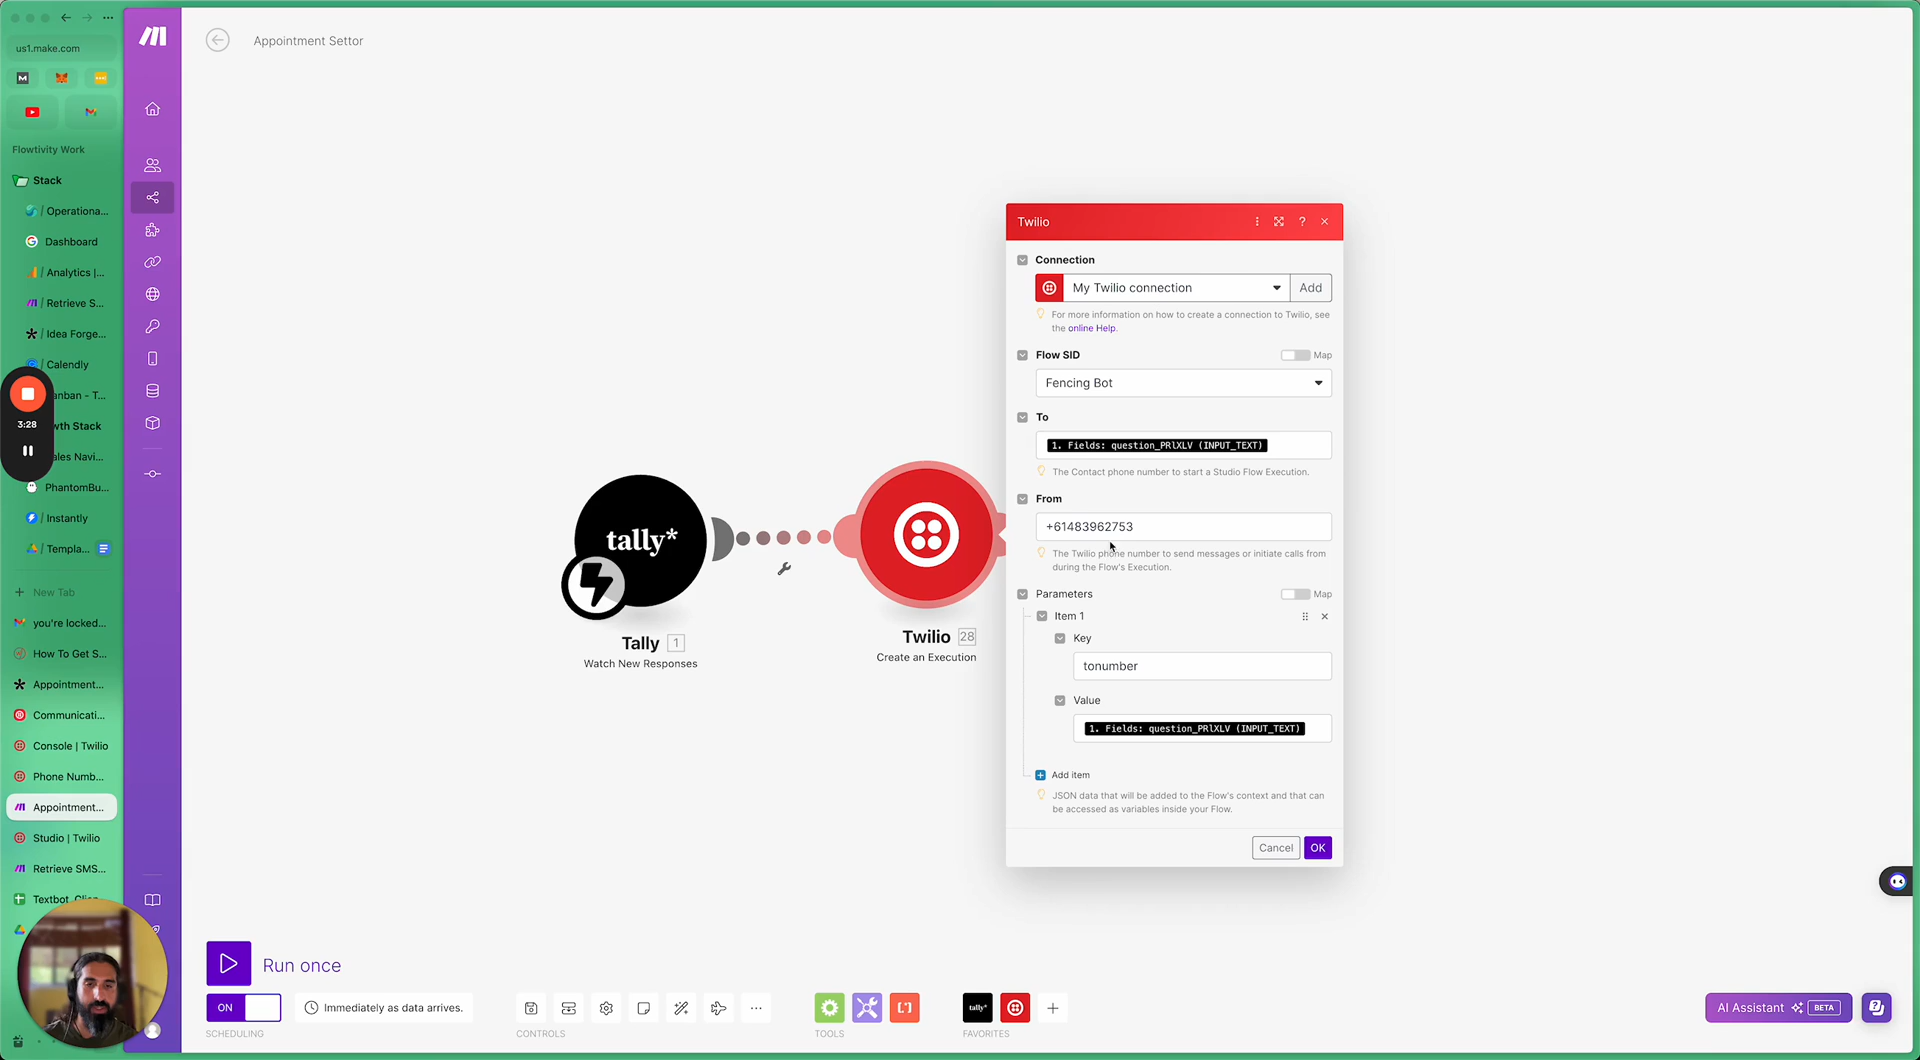 us1.make.com
Flowtivity Work
Stack
/ Operationa...
Dashboard
/ Analytics |...
/ Retrieve S...
/ Idea Forge...
/ Calendly
anban - T...
wth Stack
ales Navi...
PhantomBu...
Instantly
/ Templa...
New Tab
you're locked...
How To Get S...
Appointment...
Communicati...
Console | Twilio
Phone Numb...
Appointment...
Studio | Twilio
Retrieve SMS...
3:28
Appointment Settor
tally*
Tally 1
Watch New Responses
Twilio 28
Create an Execution
Twilio
?
Connection
My Twilio connection
Add
For more information on how to create a connection to Twilio, see
the online Help.
Flow SID
Map
Fencing Bot
To
1. Fields: question_PRlXLV (INPUT_TEXT)
The Contact phone number to start a Studio Flow Execution.
From
+61483962753
The Twilio phone number to send messages or initiate calls from
during the Flow's Execution.
Parameters
Map
Item 1
Key
tonumber
Value
1. Fields: question_PRlXLV (INPUT_TEXT)
Add item
JSON data that will be added to the Flow's context and that can
be accessed as variables inside your Flow.
Cancel
OK
Run once
ON
Immediately as data arrives.
SCHEDULING
CONTROLS
TOOLS
tally*
FAVORITES
AI Assistant
BETA